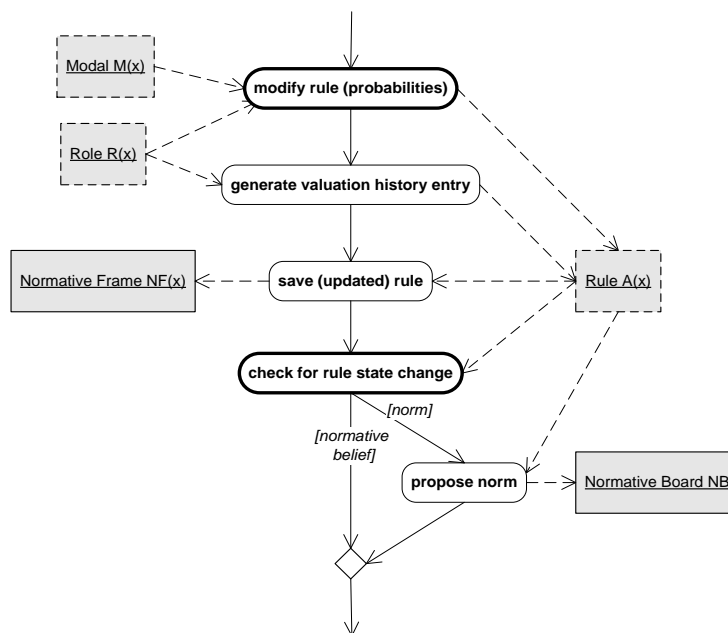 Modal M(x)
modify rule (probabilities)
Role R(x)
generate valuation history entry
Normative Frame NF(x)
save (updated) rule
Rule A(x)
check for rule state change
[norm]
[normative
belief]
propose norm
Normative Board NB